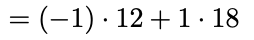 = (−1) · 12 + 1 · 18